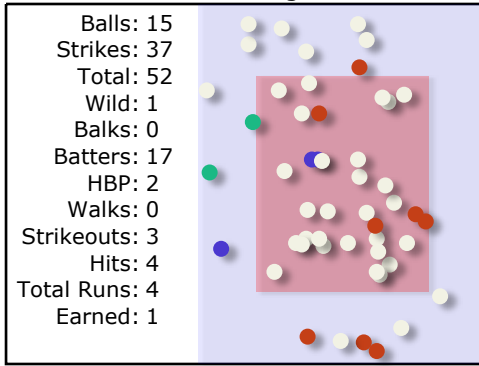 Balls: 15
Strikes: 37
Total: 52
Wild: 1
Balks: 0
Batters: 17
HBP: 2
Walks: 0
Strikeouts: 3
Hits: 4
Total Runs: 4
Earned: 1